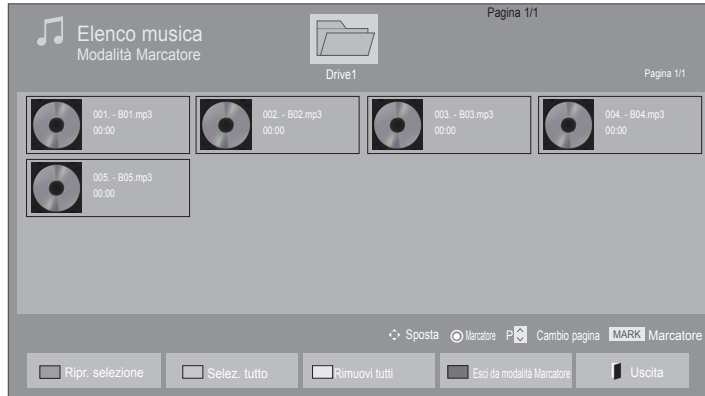 Pagina 1/1
Elenco musica
Modalità Marcatore
Drive1
Pagina 1/1
001. - B01.mp3
00:00
002. - B02.mp3
00:00
003. - B03.mp3
00:00
004. - B04.mp3
00:00
005. - B05.mp3
00:00
Sposta Marcatore P Cambio pagina MARK Marcatore
Ripr. selezione Selez. tutto Rimuovi tutti Esci da modalità Marcatore Uscita